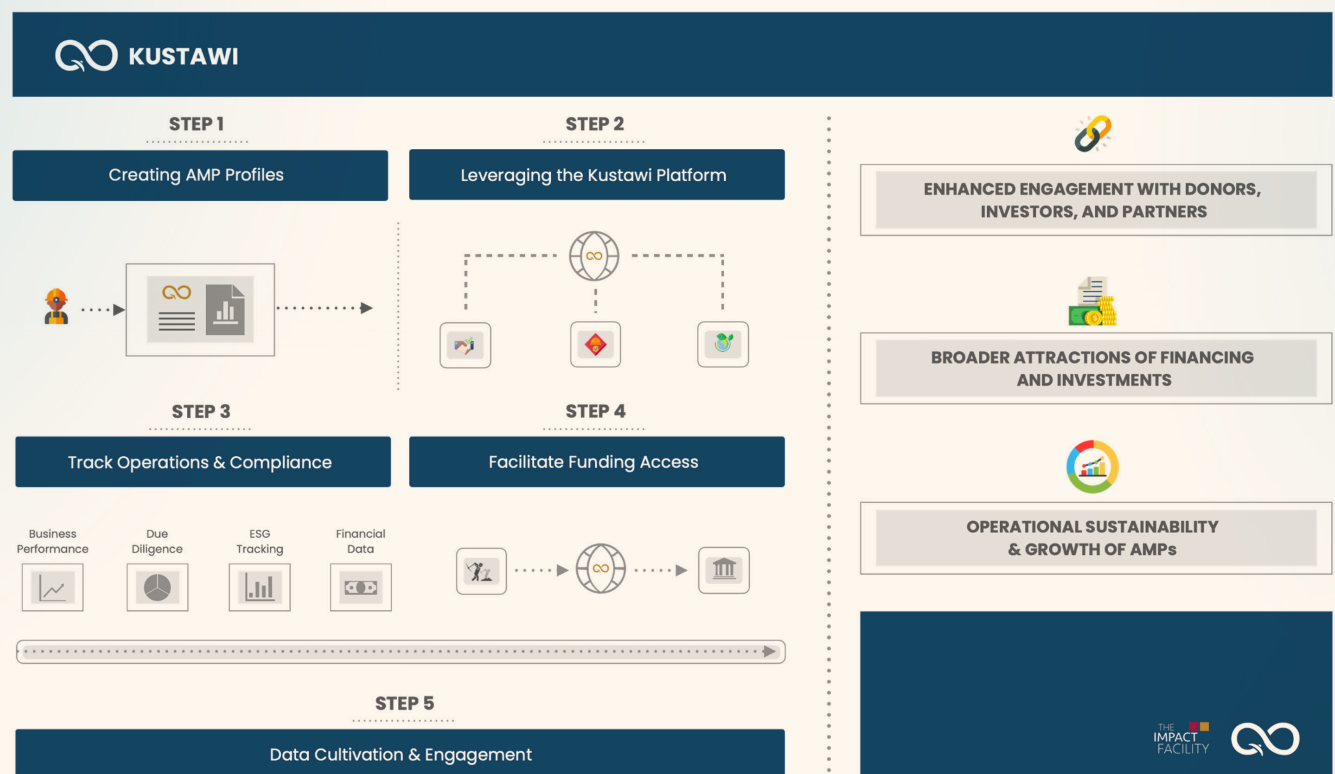 KUSTAWI
STEP 1
Creating AMP Profiles
STEP 2
Leveraging the Kustawi Platform
STEP 3
Track Operations & Compliance
Business
Performance
Due
Diligence
ESG
Tracking
Financial
Data
STEP 4
Facilitate Funding Access
STEP 5
Data Cultivation & Engagement
ENHANCED ENGAGEMENT WITH DONORS,
INVESTORS, AND PARTNERS
BROADER ATTRACTIONS OF FINANCING
AND INVESTMENTS
OPERATIONAL SUSTAINABILITY
& GROWTH OF AMPs
THE
IMPACT
FACILITY